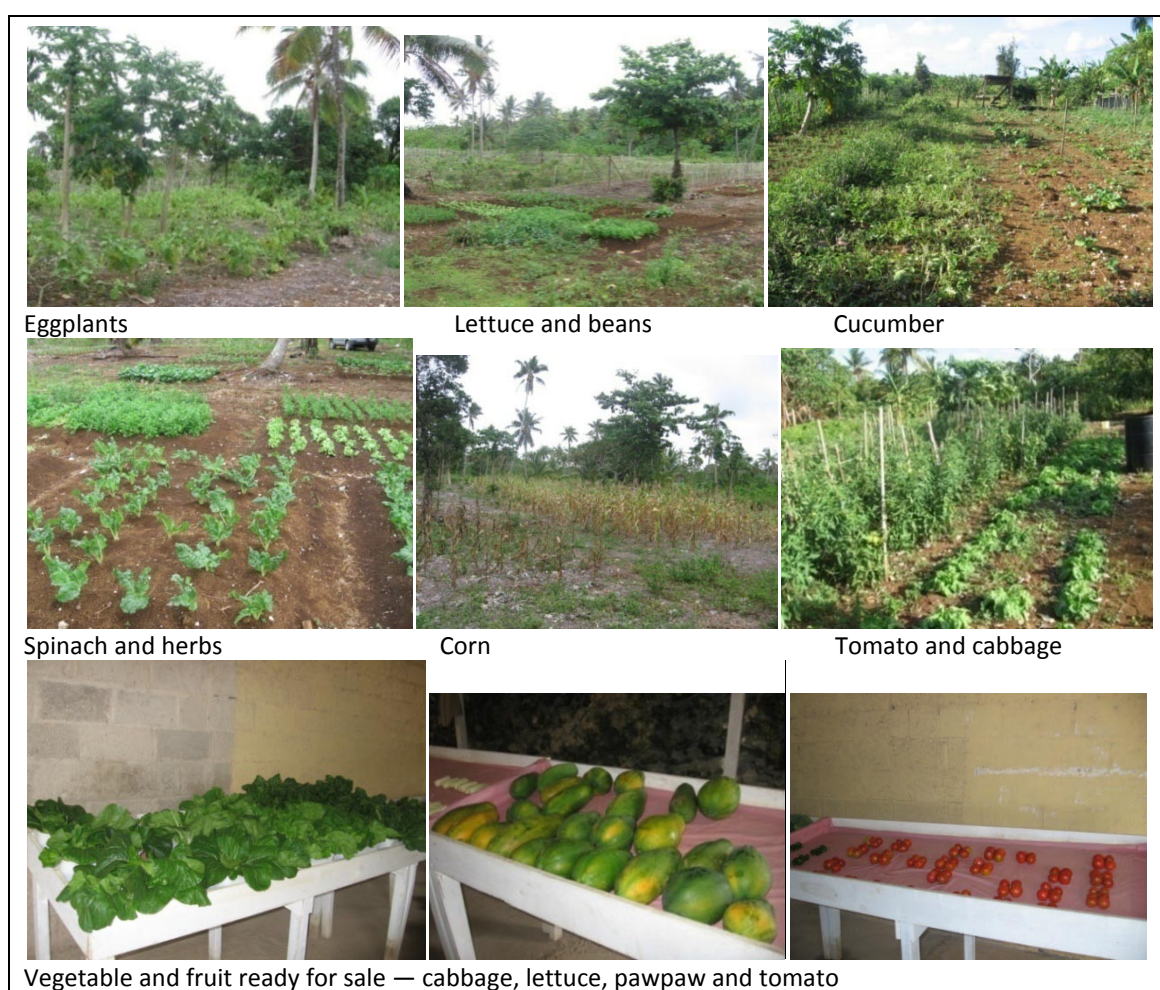 Eggplants Lettuce and beans Cucumber
Spinach and herbs Corn Tomato and cabbage
Vegetable and fruit ready for sale — cabbage, lettuce, pawpaw and tomato